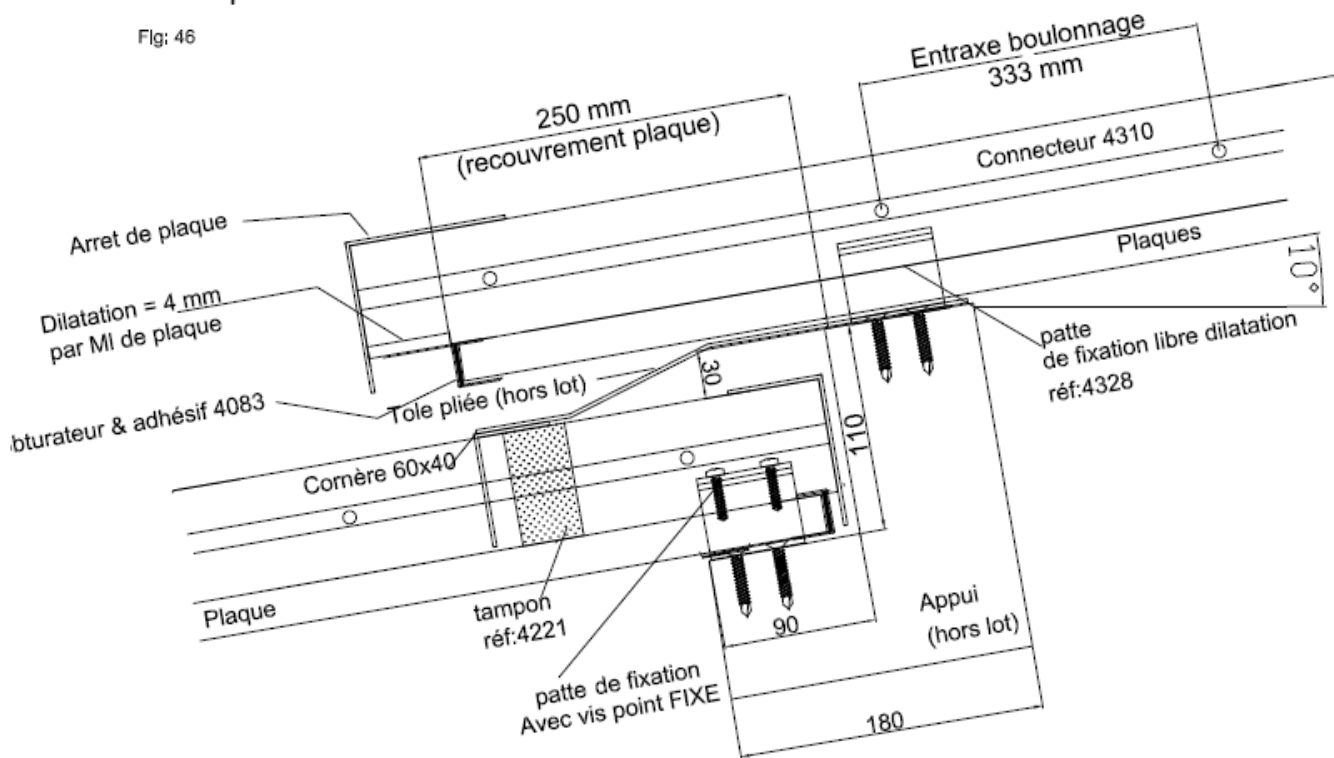 Fig: 46
Entraxe boulonnage
333 mm
250 mm
(recouvrement plaque)
Connecteur 4310
Arret de plaque
Plaques
10°
Dilatation = 4 mm
par Ml de plaque
patte
de fixation libre dilatation
réf:4328
Tole pliée (hors lot)
30
bturateur & adhésif 4083
110
Cornère 60x40
Plaque
tampon
réf:4221
90
Appui
(hors lot)
patte de fixation
Avec vis point FIXE
180